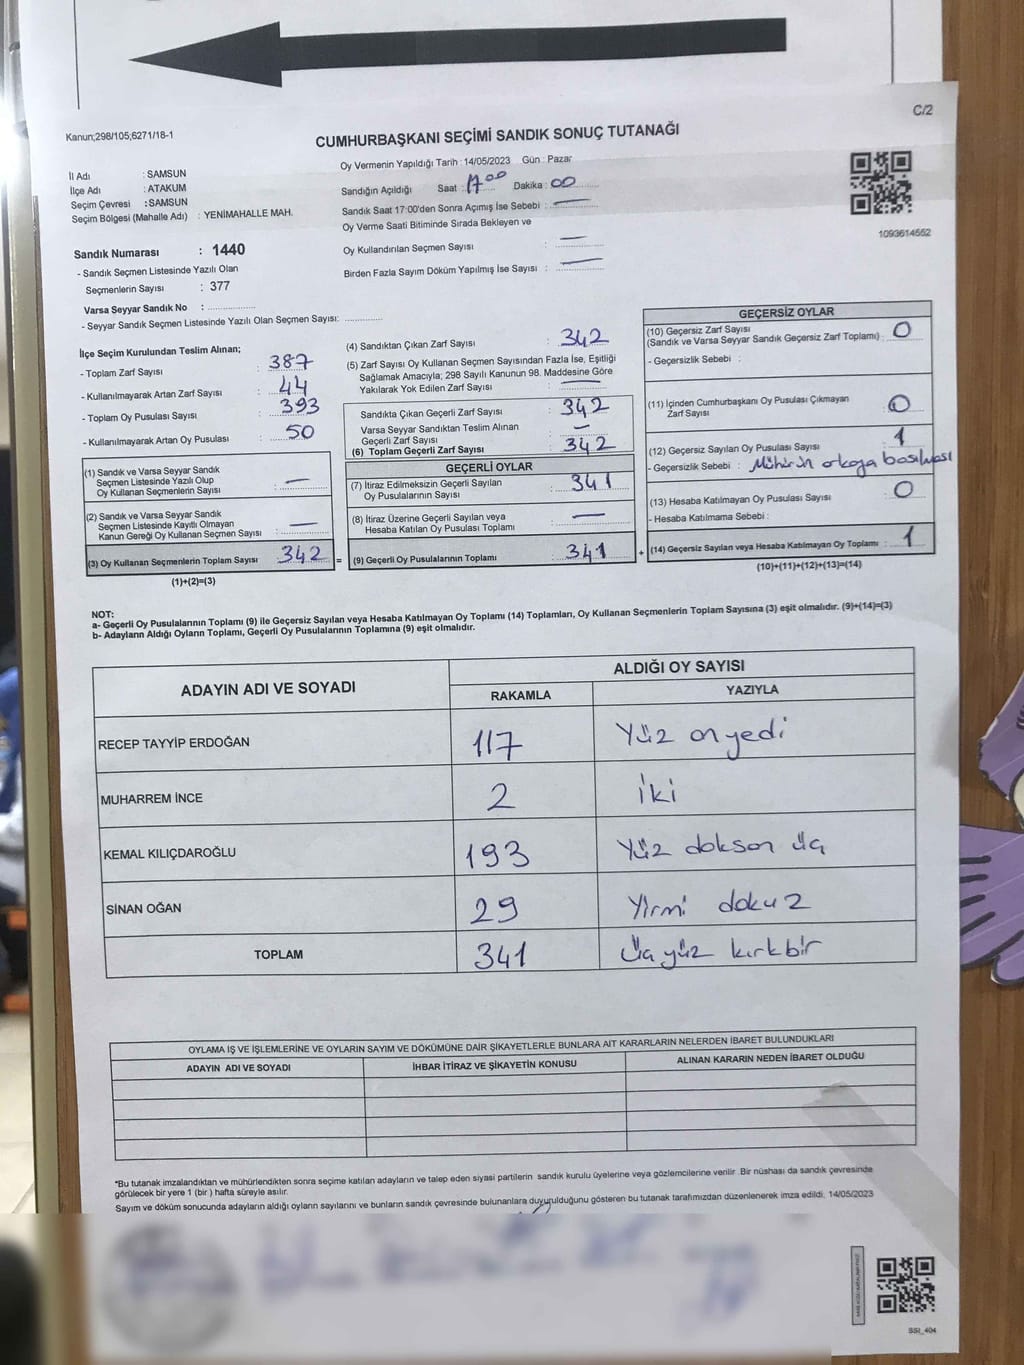 C/2
Kanun;298/105;6271/18-1
CUMHURBAŞKANI SEÇİMİ SANDIK SONUÇ TUTANAĞI
İl Adı : SAMSUN
İlçe Adı : ATAKUM
Seçim Çevresi : SAMSUN
Seçim Bölgesi (Mahalle Adı) : YENİMAHALLE MAH.
Oy Vermenin Yapıldığı Tarih : 14/05/2023 Gün : Pazar
Sandığın Açıldığı Saat : 17.00 Dakika : 00
Sandık Saat 17:00'den Sonra Açımış İse Sebebi : —
Oy Verme Saati Bitiminde Sırada Bekleyen ve
Oy Kullandırılan Seçmen Sayısı : —
Birden Fazla Sayım Döküm Yapılmış İse Sayısı : —
1093614552
Sandık Numarası : 1440
- Sandık Seçmen Listesinde Yazılı Olan
Seçmenlerin Sayısı : 377
Varsa Seyyar Sandık No : ................
- Seyyar Sandık Seçmen Listesinde Yazılı Olan Seçmen Sayısı: ............
İlçe Seçim Kurulundan Teslim Alınan;
- Toplam Zarf Sayısı : 387
- Kullanılmayarak Artan Zarf Sayısı : 44
- Toplam Oy Pusulası Sayısı : 393
- Kullanılmayarak Artan Oy Pusulası : 50
(1) Sandık ve Varsa Seyyar Sandık
Seçmen Listesinde Yazılı Olup
Oy Kullanan Seçmenlerin Sayısı : —
(2) Sandık ve Varsa Seyyar Sandık
Seçmen Listesinde Kayıtlı Olmayan
Kanun Gereği Oy Kullanan Seçmen Sayısı : —
(3) Oy Kullanan Seçmenlerin Toplam Sayısı : 342 =
(1)+(2)=(3)
(4) Sandıktan Çıkan Zarf Sayısı : 342
(5) Zarf Sayısı Oy Kullanan Seçmen Sayısından Fazla İse, Eşitliği
Sağlamak Amacıyla; 298 Sayılı Kanunun 98. Maddesine Göre
Yakılarak Yok Edilen Zarf Sayısı : —
Sandıkta Çıkan Geçerli Zarf Sayısı : 342
Varsa Seyyar Sandıktan Teslim Alınan
Geçerli Zarf Sayısı : —
(6) Toplam Geçerli Zarf Sayısı : 342
GEÇERLİ OYLAR
(7) İtiraz Edilmeksizin Geçerli Sayılan
Oy Pusulalarının Sayısı : 341
(8) İtiraz Üzerine Geçerli Sayılan veya
Hesaba Katılan Oy Pusulası Toplamı : —
(9) Geçerli Oy Pusulalarının Toplamı : 341 +
GEÇERSİZ OYLAR
(10) Geçersiz Zarf Sayısı
(Sandık ve Varsa Seyyar Sandık Geçersiz Zarf Toplamı) : 0
- Geçersizlik Sebebi :
(11) İçinden Cumhurbaşkanı Oy Pusulası Çıkmayan
Zarf Sayısı : 0
(12) Geçersiz Sayılan Oy Pusulası Sayısı : 1
- Geçersizlik Sebebi : Mührün arkaya basılması
(13) Hesaba Katılmayan Oy Pusulası Sayısı : 0
- Hesaba Katılmama Sebebi :
(14) Geçersiz Sayılan veya Hesaba Katılmayan Oy Toplamı : 1
(10)+(11)+(12)+(13)=(14)
NOT:
a- Geçerli Oy Pusulalarının Toplamı (9) ile Geçersiz Sayılan veya Hesaba Katılmayan Oy Toplamı (14) Toplamları, Oy Kullanan Seçmenlerin Toplam Sayısına (3) eşit olmalıdır. (9)+(14)=(3)
b- Adayların Aldığı Oyların Toplamı, Geçerli Oy Pusulalarının Toplamına (9) eşit olmalıdır.
ADAYIN ADI VE SOYADI
ALDIĞI OY SAYISI
RAKAMLA YAZIYLA
RECEP TAYYİP ERDOĞAN 117 Yüz on yedi
MUHARREM İNCE 2 iki
KEMAL KILIÇDAROĞLU 193 Yüz doksan üç
SİNAN OĞAN 29 Yirmi dokuz
TOPLAM 341 Üç yüz kırkbir
OYLAMA İŞ VE İŞLEMLERİNE VE OYLARIN SAYIM VE DÖKÜMÜNE DAİR ŞİKAYETLERLE BUNLARA AİT KARARLARIN NELERDEN İBARET BULUNDUKLARI
ADAYIN ADI VE SOYADI İHBAR İTİRAZ VE ŞİKAYETİN KONUSU ALINAN KARARIN NEDEN İBARET OLDUĞU
*Bu tutanak imzalandıktan ve mühürlendikten sonra seçime katılan adayların ve talep eden siyasi partilerin sandık kurulu üyelerine veya gözlemcilerine verilir .Bir nüshası da sandık çevresinde
görülecek bir yere 1 (bir ) hafta süreyle asılır.
Sayım ve döküm sonucunda adayların aldığı oyların sayılarını ve bunların sandık çevresinde bulunanlara duyurulduğunu gösteren bu tutanak tarafımızdan düzenlenerek imza edildi. 14/05/2023
SSI_404